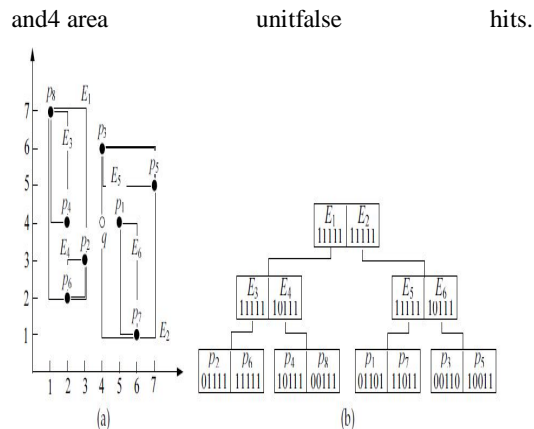 and4 area unitfalse hits.
p8 E1
7
E3 p3
6
E5 p5
5
p4 p1
4
q
E4 p2 E6
3
p6
2
p7
1 E2
1 2 3 4 5 6 7
(a)
E1 E2
11111 11111
E3 E4 E5 E6
11111 10111 11111 10111
p2 p6 p4 p8 p1 p7 p3 p5
01111 11111 10111 00111 01101 11011 00110 10011
(b)